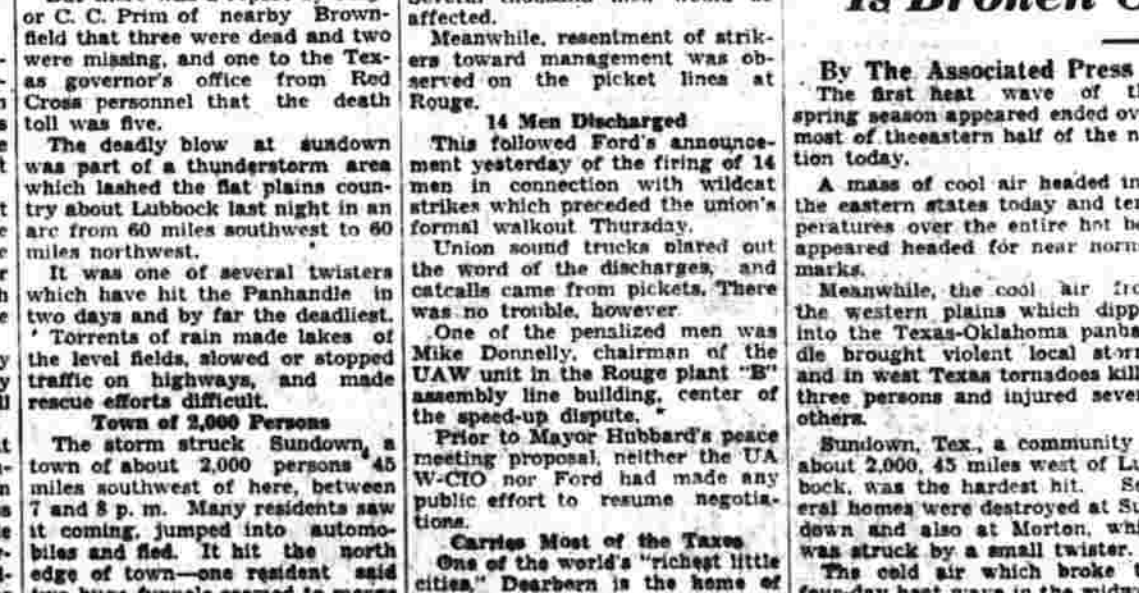 or C. C. Prim of nearby Brown-
field that three were dead and two
were missing, and one to the Tex-
as governor's office from Red
Cross personnel that the death
toll was five.
The deadly blow at sundown
was part of a thunderstorm area
which lashed the flat plains coun-
try about Lubbock last night in an
arc from 60 miles southwest to 60
miles northwest.
It was one of several twisters
which have hit the Panhandle in
two days and by far the deadliest.
Torrents of rain made lakes of
the level fields, slowed or stopped
traffic on highways, and made
rescue efforts difficult.
Town of 2,000 Persons
The storm struck Sundown, a
town of about 2,000 persons 45
miles southwest of here, between
7 and 8 p. m. Many residents saw
it coming, jumped into automo-
biles and fled. It hit the north
edge of town—one resident said
affected.
Meanwhile, resentment of strik-
ers toward management was ob-
served on the picket lines at
Rouge.
14 Men Discharged
This followed Ford's announce-
ment yesterday of the firing of 14
men in connection with wildcat
strikes which preceded the union's
formal walkout Thursday.
Union sound trucks blared out
the word of the discharges, and
catcalls came from pickets. There
was no trouble, however.
One of the penalized men was
Mike Donnelly, chairman of the
UAW unit in the Rouge plant "B"
assembly line building, center of
the speed-up dispute.
Prior to Mayor Hubbard's peace
meeting proposal, neither the UA
W-CIO nor Ford had made any
public effort to resume negotia-
tions.
Carries Most of the Taxes
One of the world's "richest little
cities," Dearborn is the home of
Is Broken
By The Associated Press
The first heat wave of
spring season appeared ended ov
most of theeastern half of the n
tion today.
A mass of cool air headed in
the eastern states today and te
peratures over the entire hot be
appeared headed for near norm
marks.
Meanwhile, the cool air fro
the western plains which dipp
into the Texas-Oklahoma panha
dle brought violent local storm
and in west Texas tornadoes kill
three persons and injured seve
others.
Sundown, Tex., a community
about 2,000, 45 miles west of Lu
bock, was the hardest hit. Se
eral homes were destroyed at Su
down and also at Morton, whi
was struck by a small twister.
The cold air which broke t